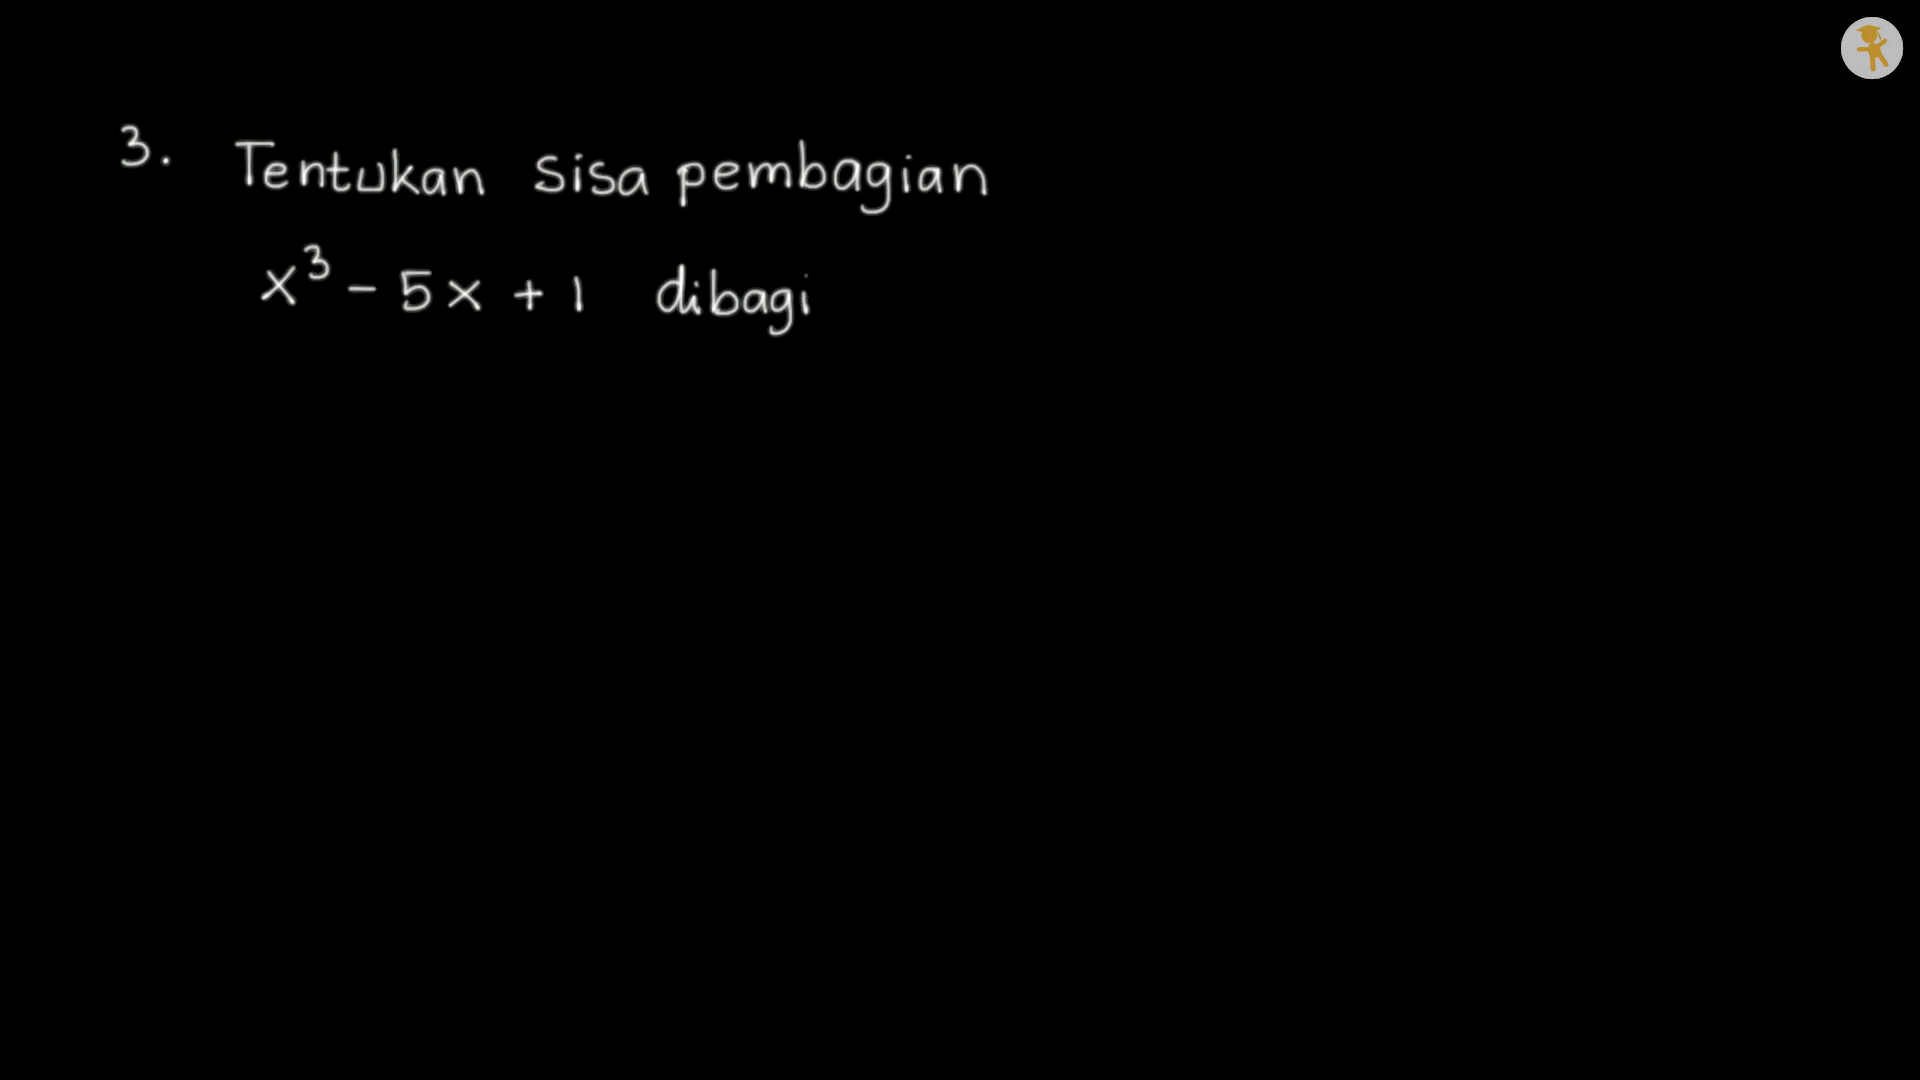 3. Tentukan sisa pembagian
x³ - 5x + 1 dibagi